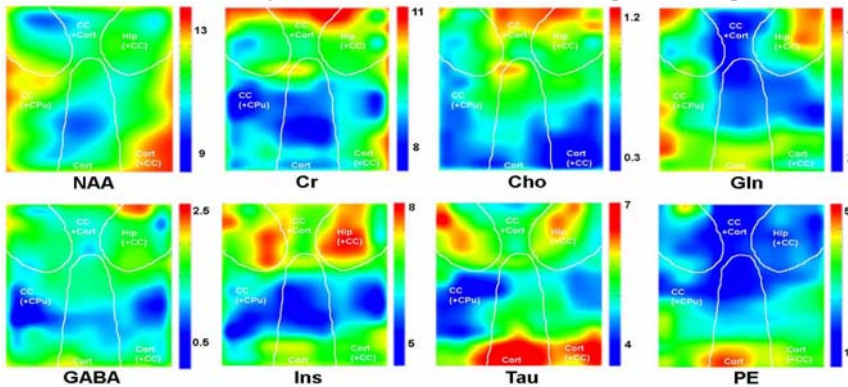 CC +Cort Hip (+CC) CC (+CPu) Cort Cort (+CC) 13 9
CC +Cort Hip (+CC) CC (+CPu) Cort Cort (+CC) 11 8
CC +Cort Hip (+CC) CC (+CPu) Cort Cort (+CC) 1.2 0.3
CC +Cort Hip (+CC) CC (+CPu) Cort Cort (+CC)
NAA Cr Cho Gln
CC +Cort Hip (+CC) CC (+CPu) Cort Cort (+CC) 2.5 0.5
CC +Cort Hip (+CC) CC (+CPu) Cort Cort (+CC) 8 5
CC +Cort Hip (+CC) CC (+CPu) Cort Cort (+CC) 7 4
CC +Cort Hip (+CC) CC (+CPu) Cort Cort (+CC) 5 1
GABA Ins Tau PE